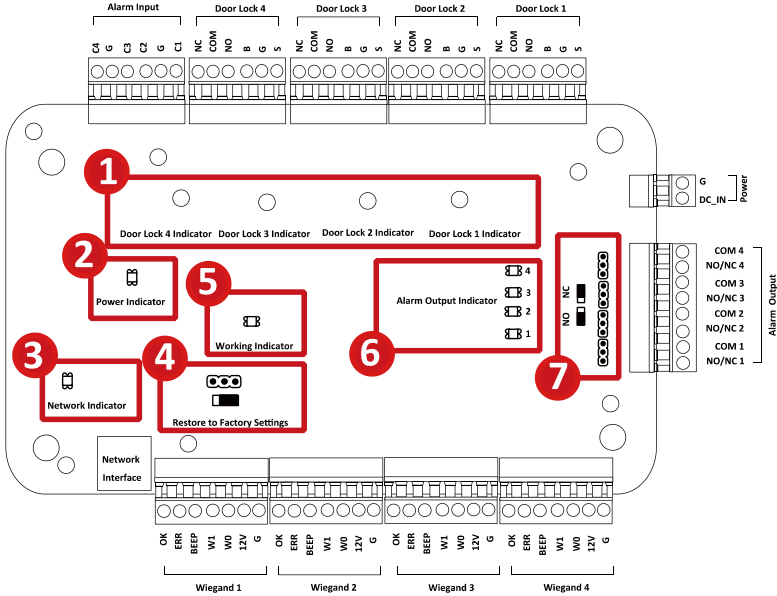 Alarm Input
Door Lock 4
Door Lock 3
Door Lock 2
Door Lock 1
C4 G C3 C2 G C1
NC COM NO B G S
NC COM NO B G S
NC COM NO B G S
NC COM NO B G S
1
Door Lock 4 Indicator
Door Lock 3 Indicator
Door Lock 2 Indicator
Door Lock 1 Indicator
G
DC_IN
Power
2
Power Indicator
5
Working Indicator
6
Alarm Output Indicator
4
3
2
1
7
NC
NO
COM 4
NO/NC 4
COM 3
NO/NC 3
COM 2
NO/NC 2
COM 1
NO/NC 1
Alarm Output
3
Network Indicator
4
Restore to Factory Settings
Network
Interface
OK ERR BEEP W1 W0 12V G
OK ERR BEEP W1 W0 12V G
OK ERR BEEP W1 W0 12V G
OK ERR BEEP W1 W0 12V G
Wiegand 1
Wiegand 2
Wiegand 3
Wiegand 4